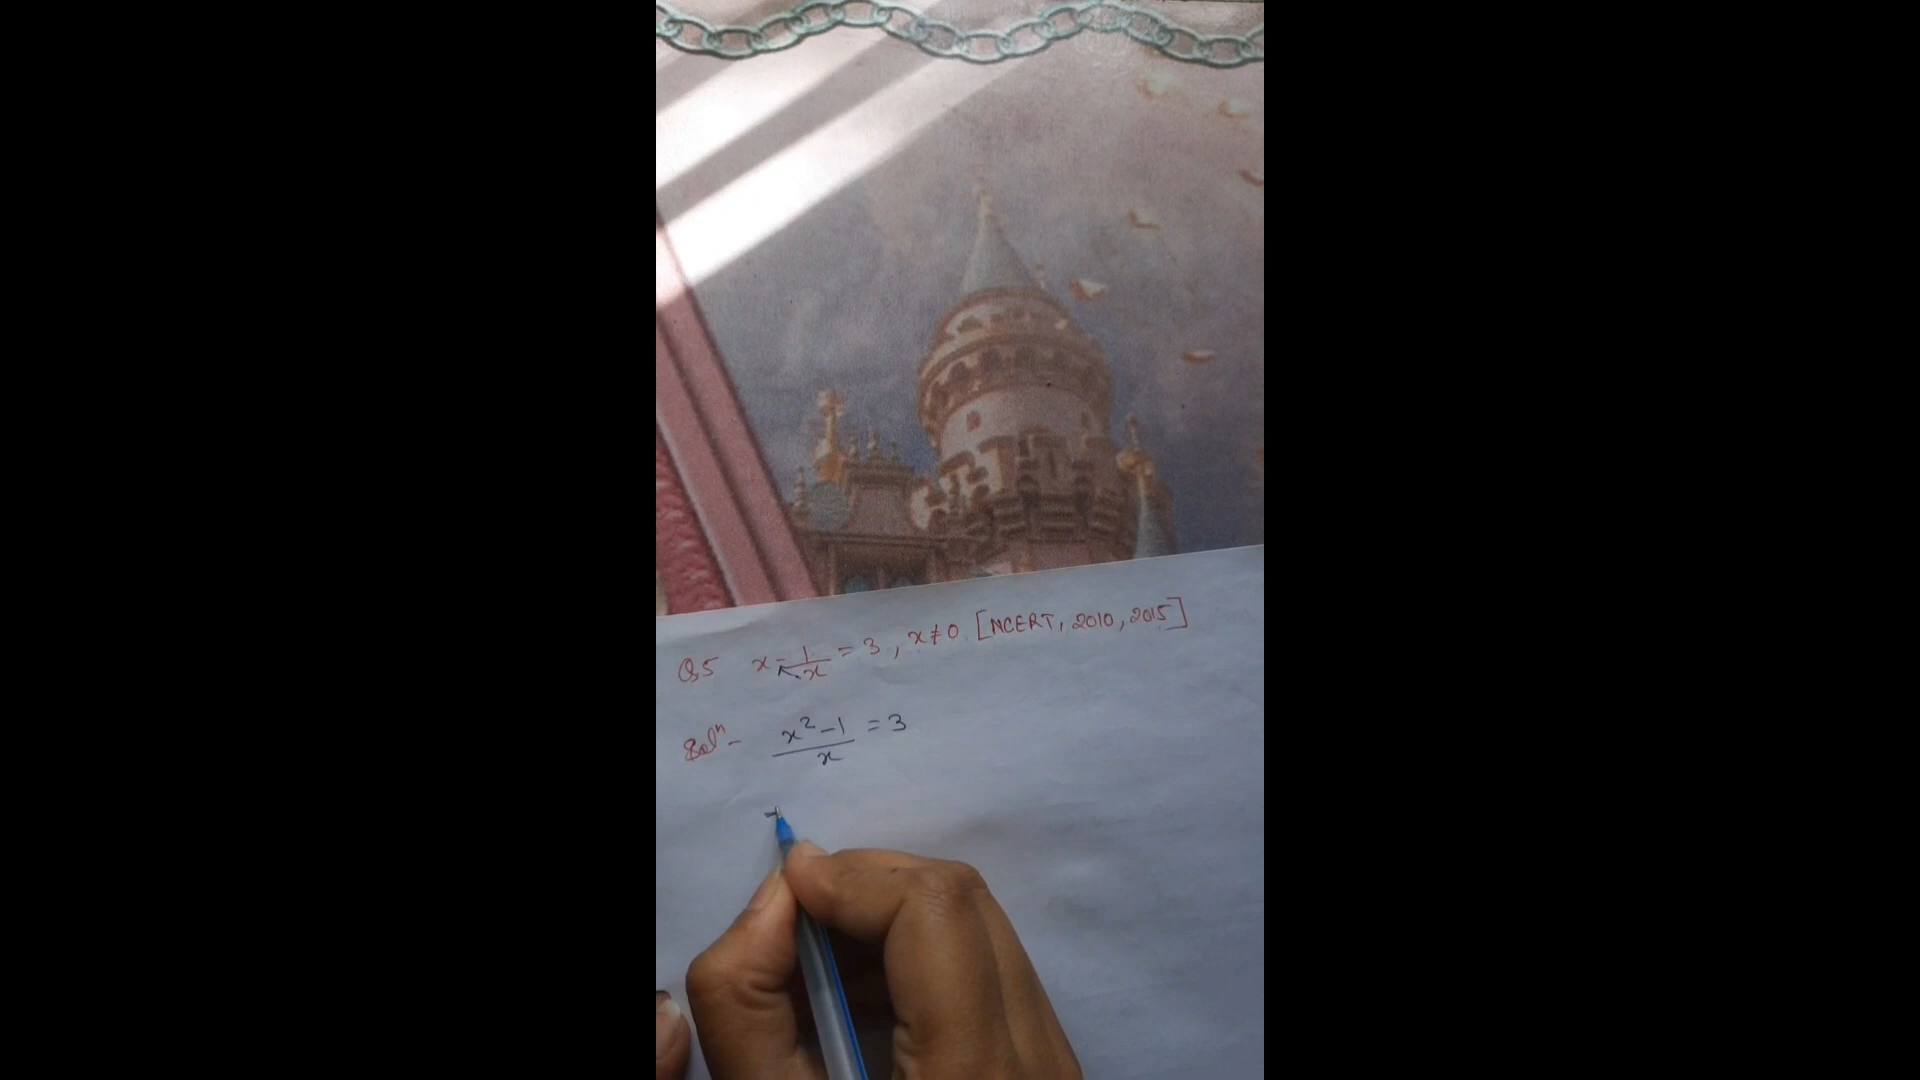 Q5 x - 1/x = 3, x ≠ 0 [NCERT, 2010, 2015]
Solⁿ - x² - 1 / x = 3